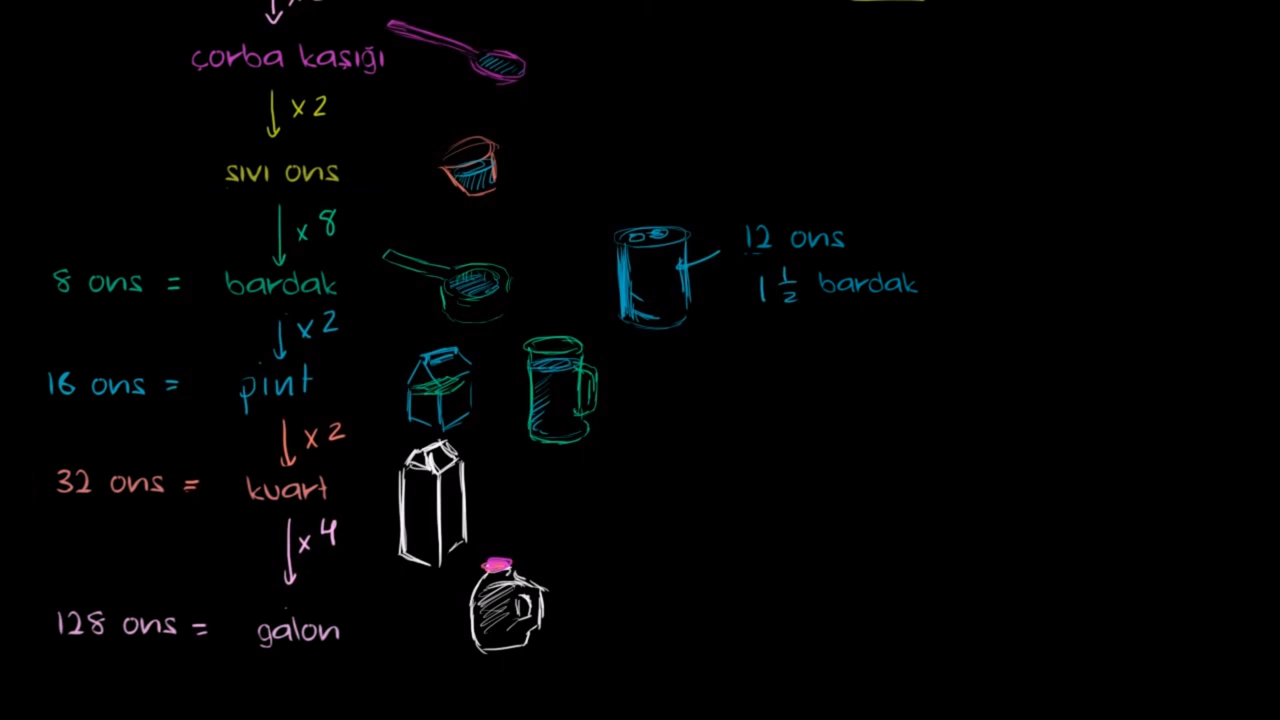 çorba kaşığı
x 2
sıvı ons
x 8
8 ons = bardak
12 ons
1 1/2 bardak
x 2
16 ons = pint
x 2
32 ons = kuart
x 4
128 ons = galon